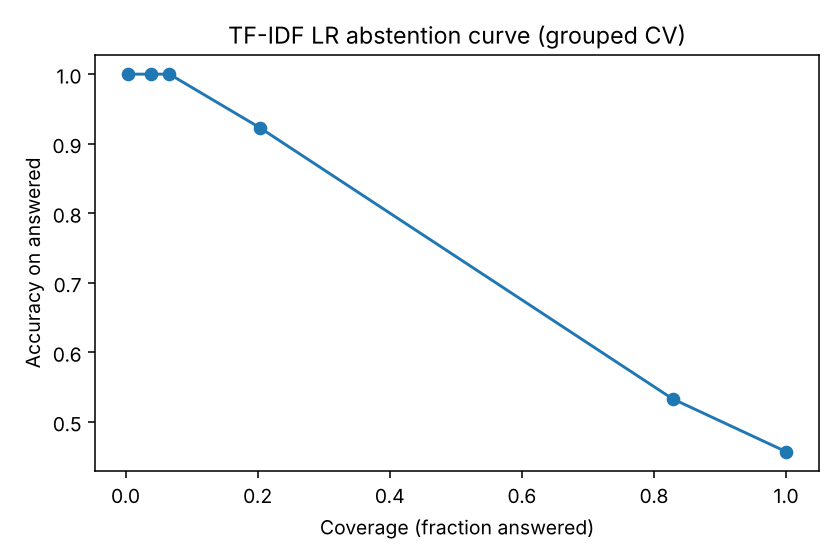 TF-IDF LR abstention curve (grouped CV)
Accuracy on answered
1.0
0.9
0.8
0.7
0.6
0.5
0.0 0.2 0.4 0.6 0.8 1.0
Coverage (fraction answered)